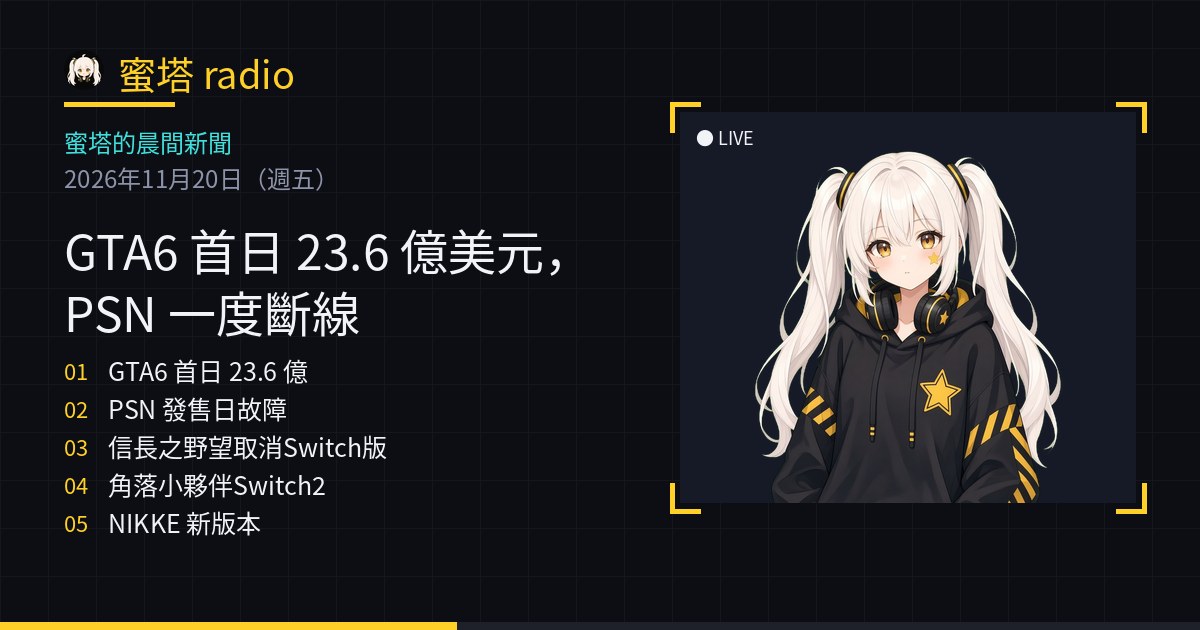 蜜塔 radio
蜜塔的晨間新聞
2026年11月20日（週五）
GTA6 首日 23.6 億美元，
PSN 一度斷線
01 GTA6 首日 23.6 億
02 PSN 發售日故障
03 信長之野望取消Switch版
04 角落小夥伴Switch2
05 NIKKE 新版本
LIVE